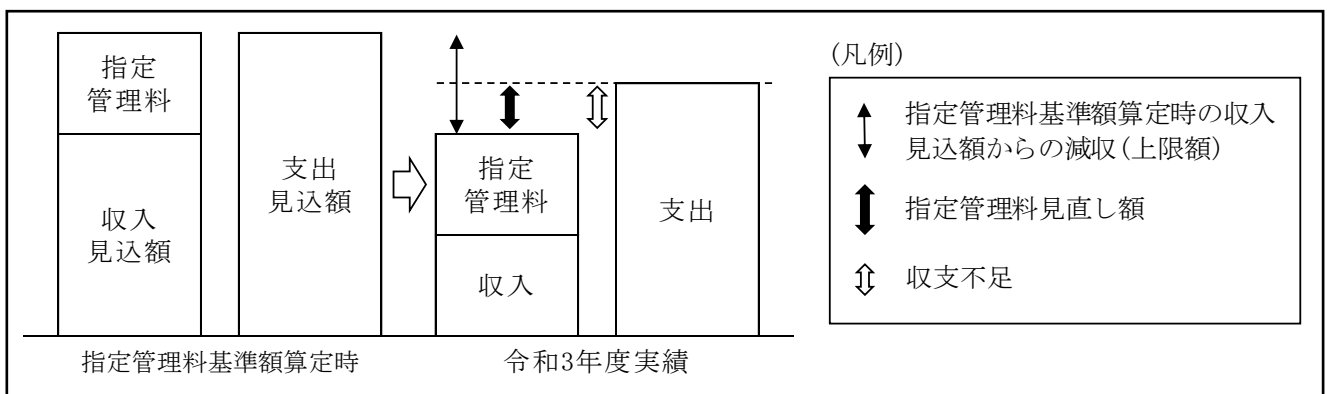 指定
管理料
収入
見込額
支出
見込額
指定
管理料
収入
支出
指定管理料基準額算定時
令和3年度実績
(凡例)
指定管理料基準額算定時の収入
見込額からの減収(上限額)
指定管理料見直し額
収支不足